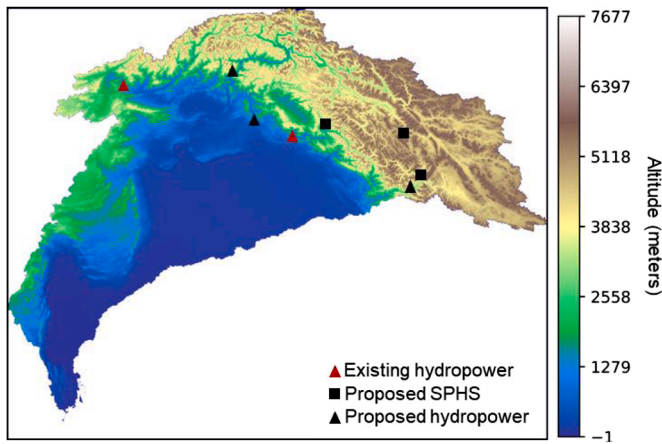 7677
6397
5118
3838
2558
1279
−1
Altitude (meters)
Existing hydropower
Proposed SPHS
Proposed hydropower